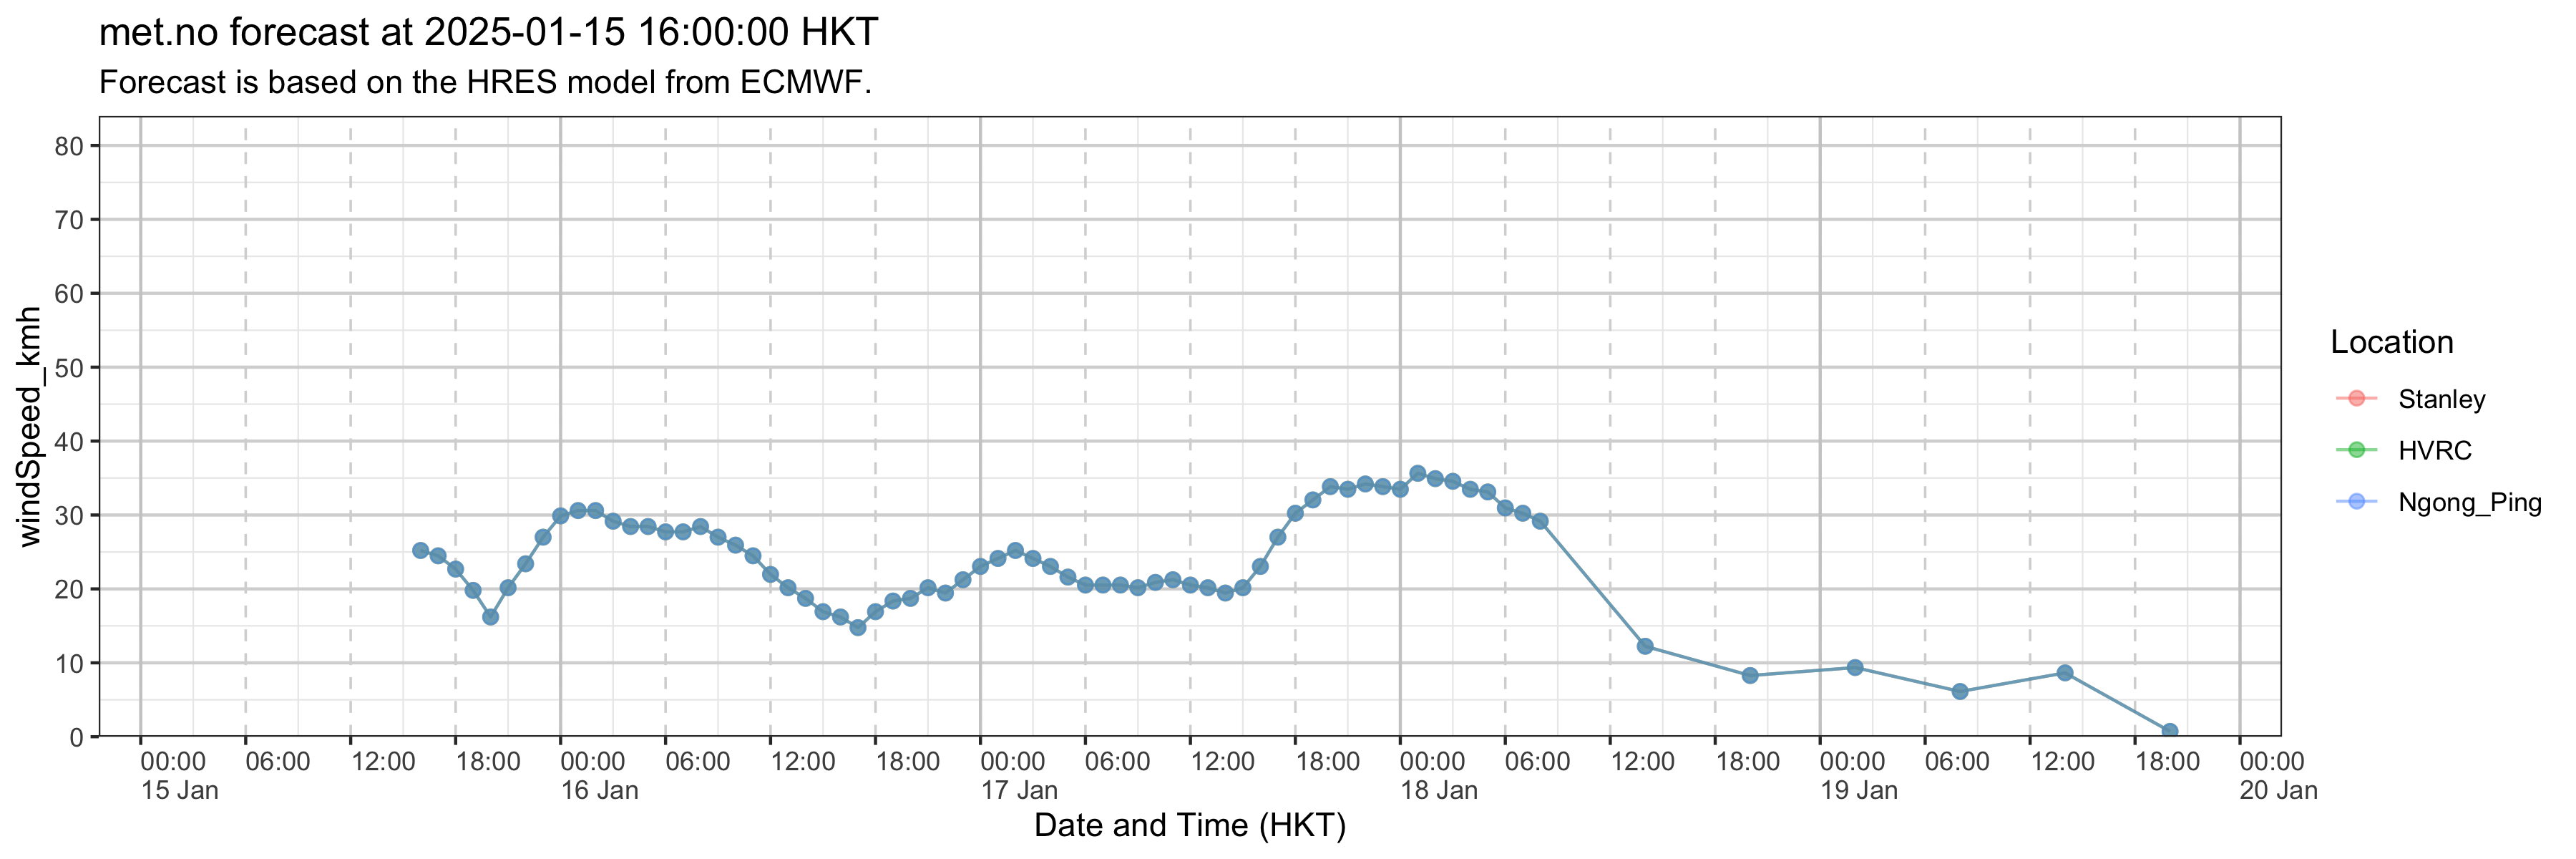 met.no forecast at 2025-01-15 16:00:00 HKT
Forecast is based on the HRES model from ECMWF.
windSpeed_kmh
80
70
60
50
40
30
20
10
0
00:00 06:00 12:00 18:00 00:00 06:00 12:00 18:00 00:00 06:00 12:00 18:00 00:00 06:00 12:00 18:00 00:00 06:00 12:00 18:00 00:00
15 Jan 16 Jan 17 Jan 18 Jan 19 Jan 20 Jan
Date and Time (HKT)
Location
Stanley
HVRC
Ngong_Ping